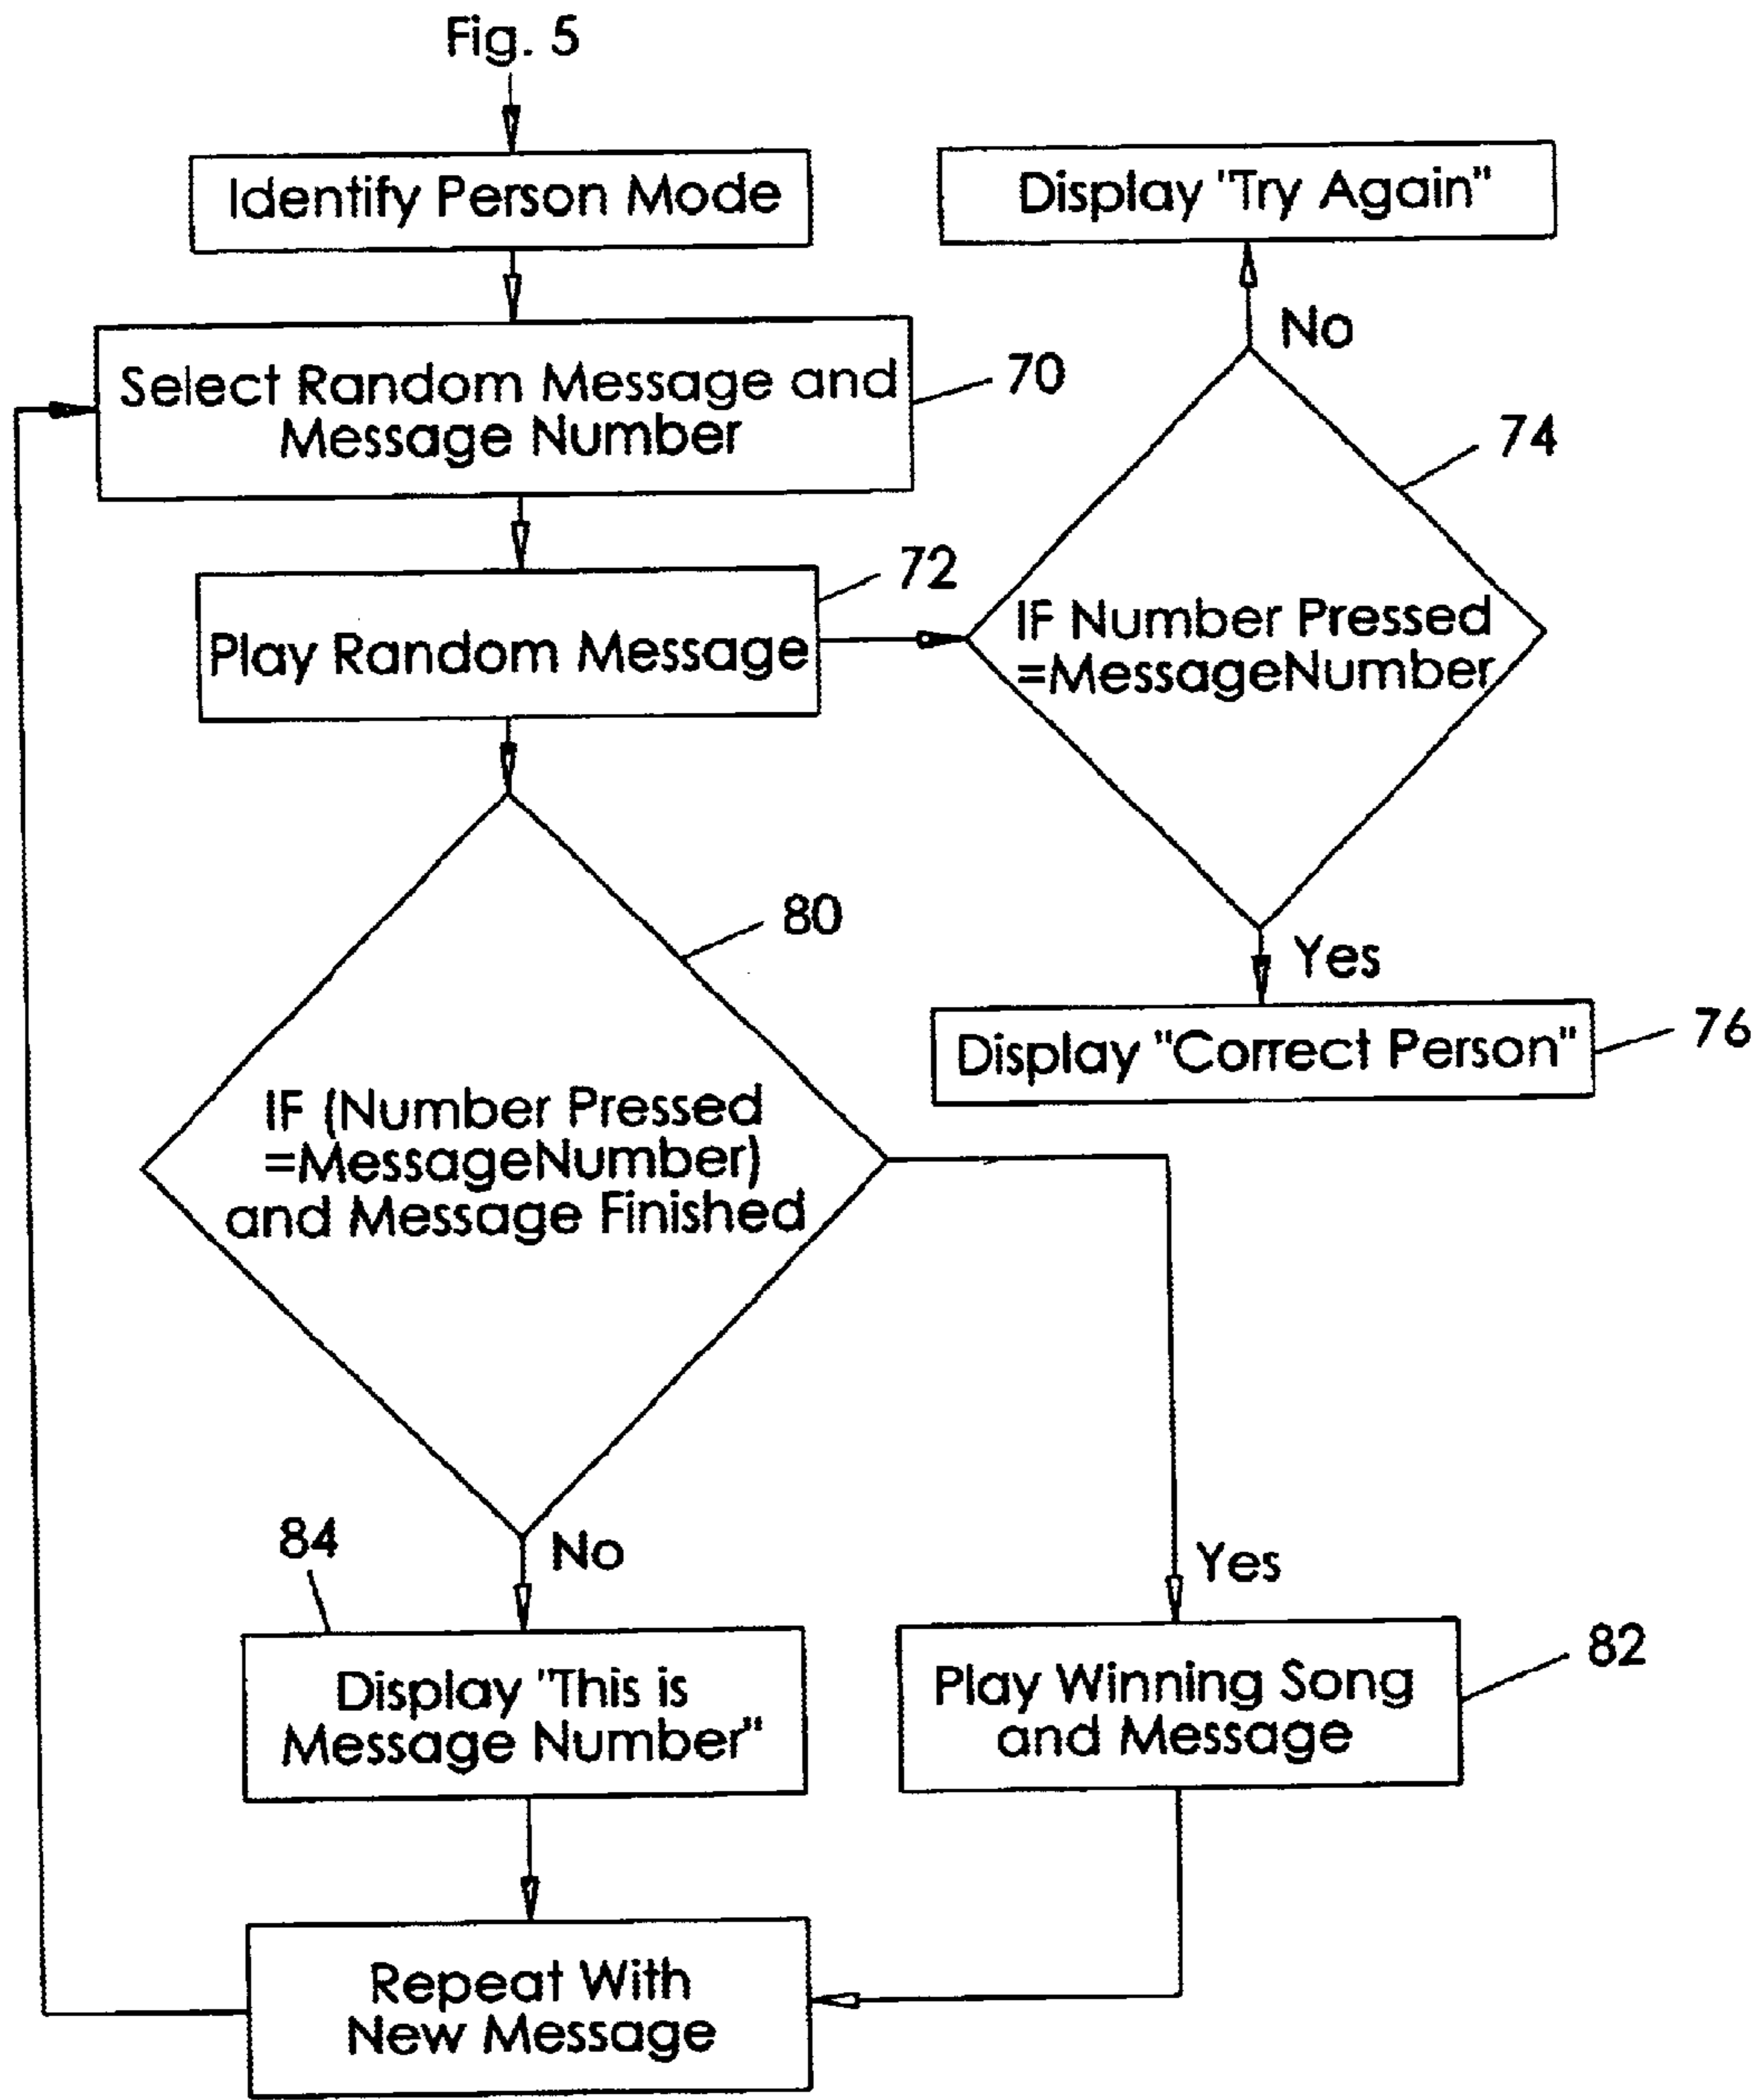 Fig. 5
Identify Person Mode
Display "Try Again"
No
Select Random Message and
Message Number
70
74
72
Play Random Message
IF Number Pressed
=MessageNumber
80
Yes
Display "Correct Person"
76
IF (Number Pressed
=MessageNumber)
and Message Finished
84
No
Yes
Display "This is
Message Number"
Play Winning Song
and Message
82
Repeat With
New Message